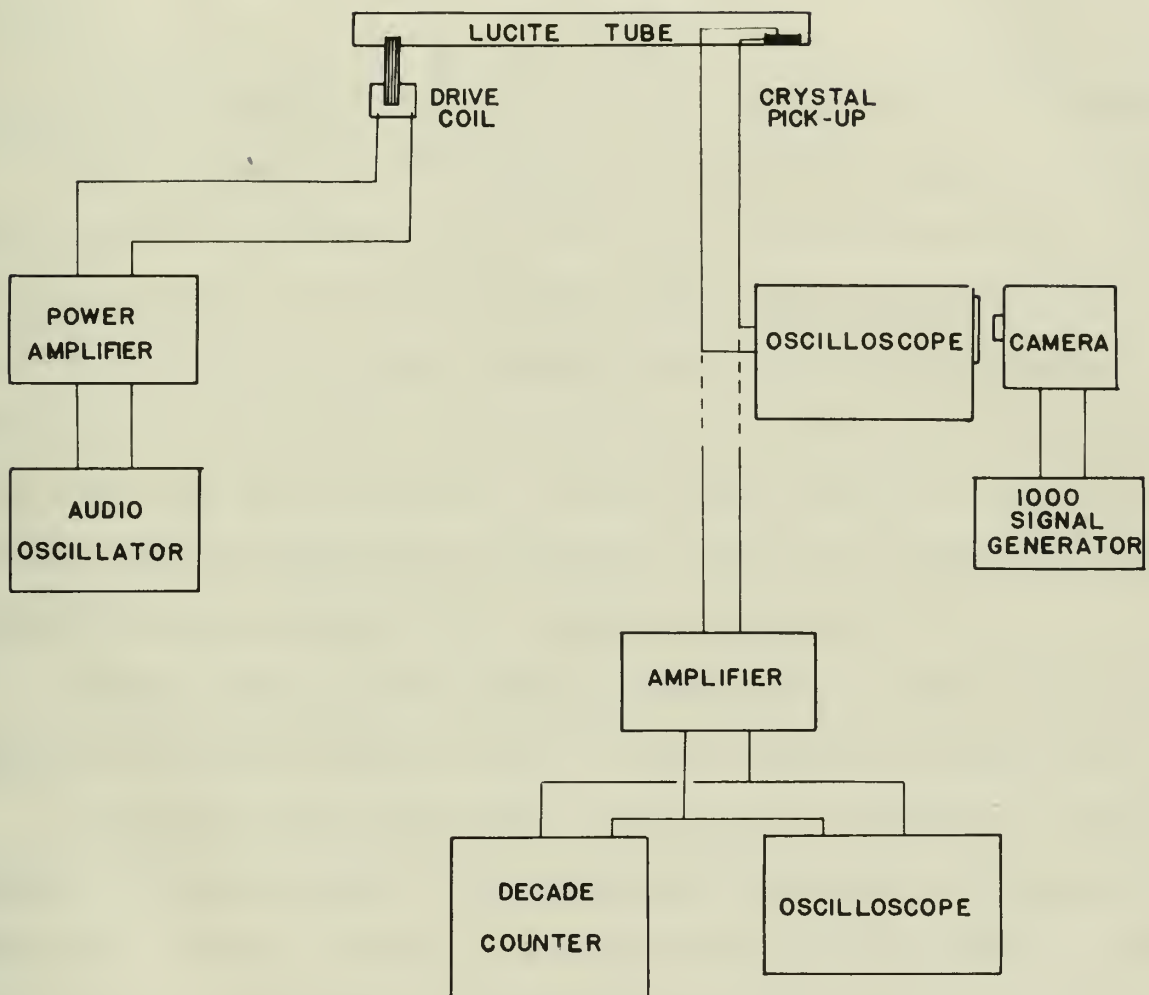 LUCITE TUBE
DRIVE
COIL
CRYSTAL
PICK-UP
POWER
AMPLIFIER
OSCILLOSCOPE
CAMERA
AUDIO
OSCILLATOR
1000
SIGNAL
GENERATOR
AMPLIFIER
DECADE
COUNTER
OSCILLOSCOPE